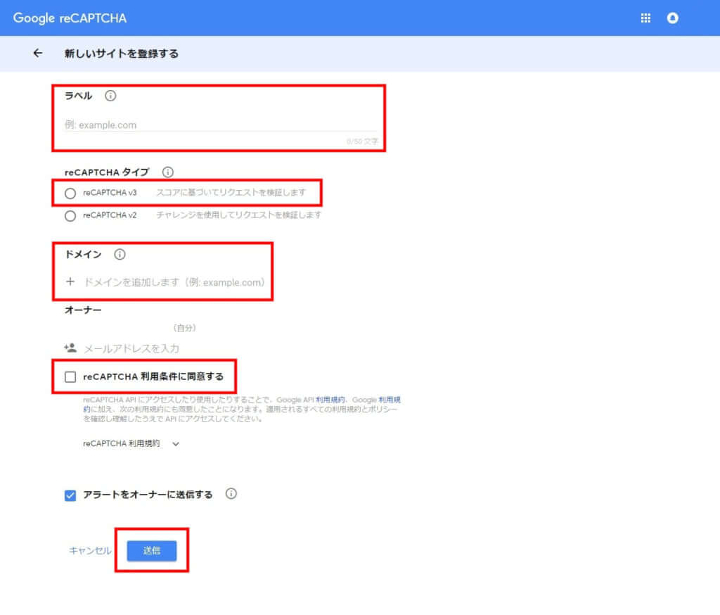 Google reCAPTCHA
新しいサイトを登録する
ラベル
例: example.com
0/50 文字
reCAPTCHA タイプ
reCAPTCHA v3 スコアに基づいてリクエストを検証します
reCAPTCHA v2 チャレンジを使用してリクエストを検証します
ドメイン
ドメインを追加します（例: example.com）
オーナー
（自分）
メールアドレスを入力
reCAPTCHA 利用条件に同意する
reCAPTCHA API にアクセスしたり使用したりすることで、Google API 利用規約、Google 利用規
約に加え、次の利用規約にも同意したことになります。適用されるすべての利用規約とポリシー
を確認し理解したうえで API にアクセスしてください。
reCAPTCHA 利用規約
アラートをオーナーに送信する
キャンセル 送信